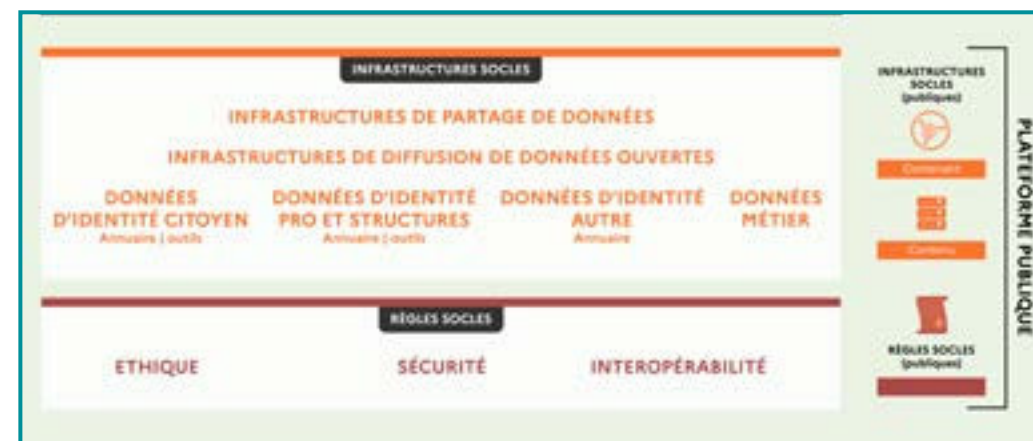 INFRASTRUCTURES SOCLES
INFRASTRUCTURES DE PARTAGE DE DONNÉES
INFRASTRUCTURES DE DIFFUSION DE DONNÉES OUVERTES
DONNÉES
D'IDENTITÉ CITOYEN
Annuaire | outils
DONNÉES D'IDENTITÉ
PRO ET STRUCTURES
Annuaire | outils
DONNÉES D'IDENTITÉ
AUTRE
Annuaire
DONNÉES
MÉTIER
RÈGLES SOCLES
ETHIQUE
SÉCURITÉ
INTEROPÉRABILITÉ
INFRASTRUCTURES
SOCLES
(publiques)
Contenant
Contenu
RÈGLES SOCLES
(publiques)
PLATEFORME PUBLIQUE